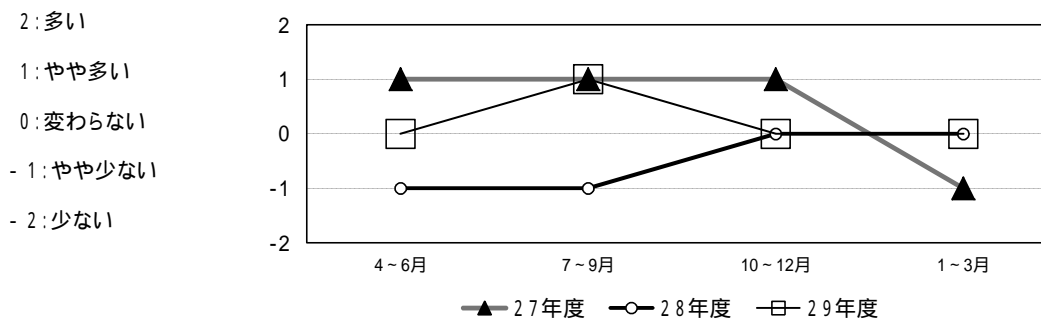 2:多い
1:やや多い
0:変わらない
-1:やや少ない
-2:少ない
2
1
0
-1
-2
4~6月
7~9月
10~12月
1~3月
27年度
28年度
29年度